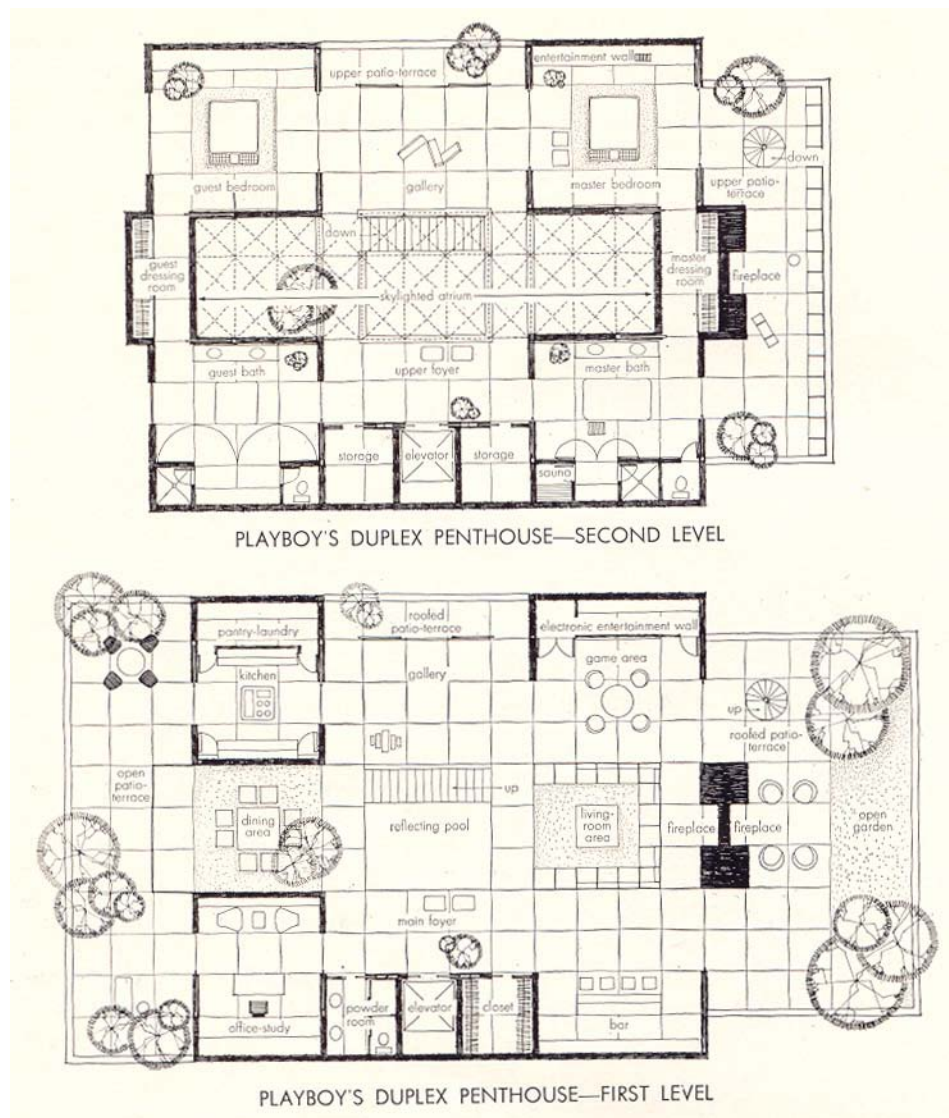 upper patio-terrace
entertainment wall
down
guest bedroom
gallery
master bedroom
upper patio-
terrace
down
guest
dressing
room
skylighted atrium
master
dressing
room
fireplace
guest bath
upper foyer
master bath
storage
elevator
storage
sauna
PLAYBOY'S DUPLEX PENTHOUSE—SECOND LEVEL
pantry-laundry
roofed
patio-terrace
electronic entertainment wall
kitchen
gallery
game area
up
roofed patio-
terrace
open
patio-
terrace
up
dining
area
reflecting pool
living-
room
area
fireplace
fireplace
open
garden
main foyer
office-study
powder
room
elevator
closet
bar
PLAYBOY'S DUPLEX PENTHOUSE—FIRST LEVEL